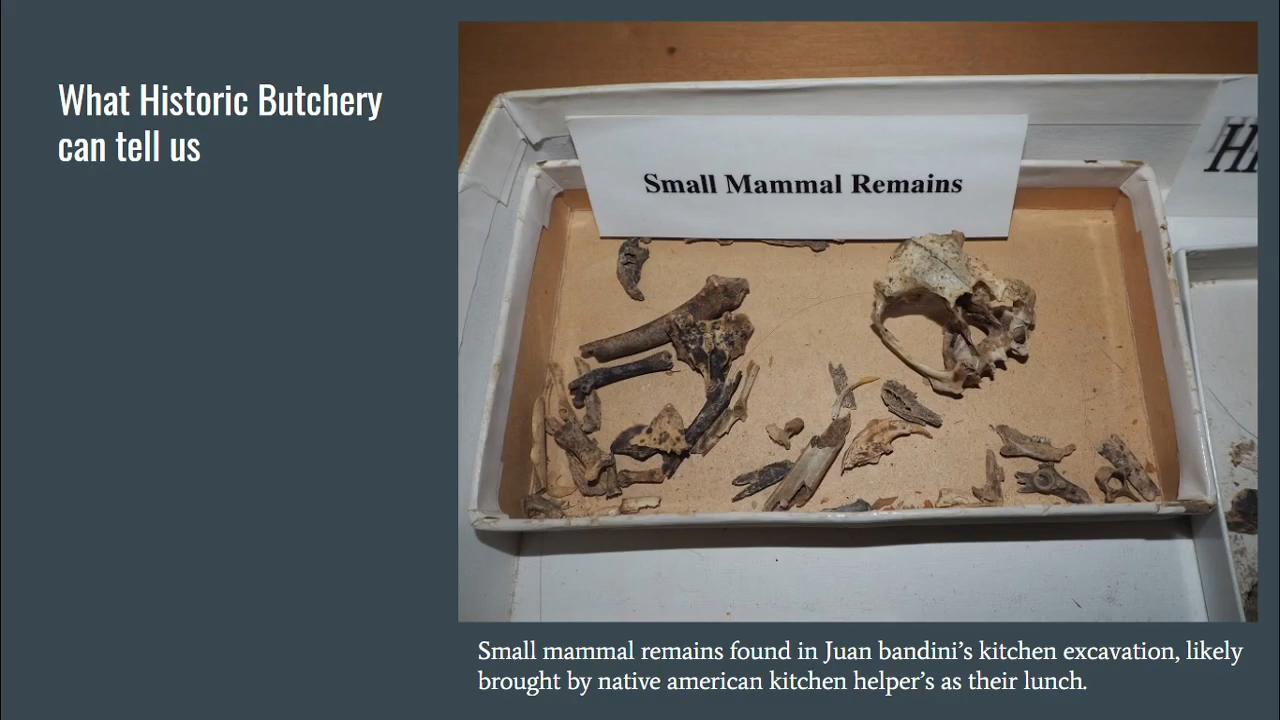 What Historic Butchery
can tell us
Small Mammal Remains
Small mammal remains found in Juan bandini's kitchen excavation, likely
brought by native american kitchen helper's as their lunch.